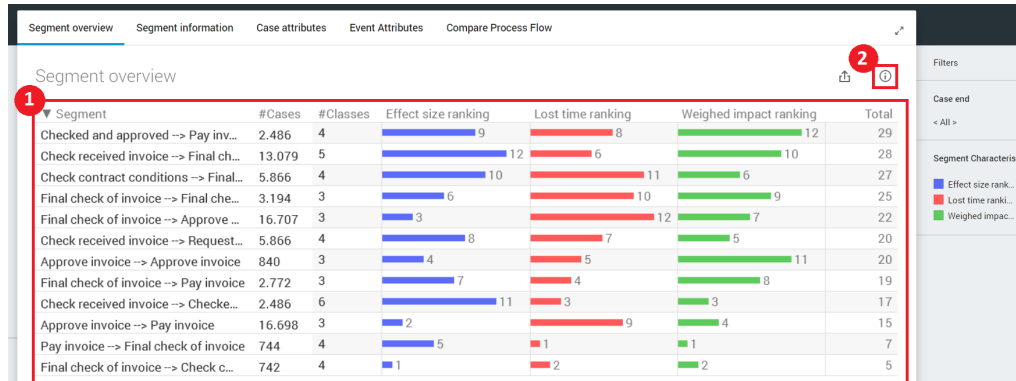 Segment overview Segment information Case attributes Event Attributes Compare Process Flow
2
Segment overview
Filters
1
Case end
▼ Segment #Cases #Classes Effect size ranking Lost time ranking Weighed impact ranking Total
< All >
Checked and approved --> Pay inv... 2.486 4 9 8 12 29
Check received invoice --> Final ch... 13.079 5 12 6 10 28
Segment Characteris
Check contract conditions --> Final... 5.866 4 10 11 6 27
Effect size rank...
Final check of invoice --> Final che... 3.194 3 6 10 9 25
Lost time ranki...
Final check of invoice --> Approve ... 16.707 3 3 12 7 22
Weighed impac...
Check received invoice --> Request... 5.866 4 8 7 5 20
Approve invoice --> Approve invoice 840 3 4 5 11 20
Final check of invoice --> Pay invoice 2.772 3 7 4 8 19
Check received invoice --> Checke... 2.486 6 11 3 3 17
Approve invoice --> Pay invoice 16.698 3 2 9 4 15
Pay invoice --> Final check of invoice 744 4 5 1 1 7
Final check of invoice --> Check c... 742 4 1 2 2 5